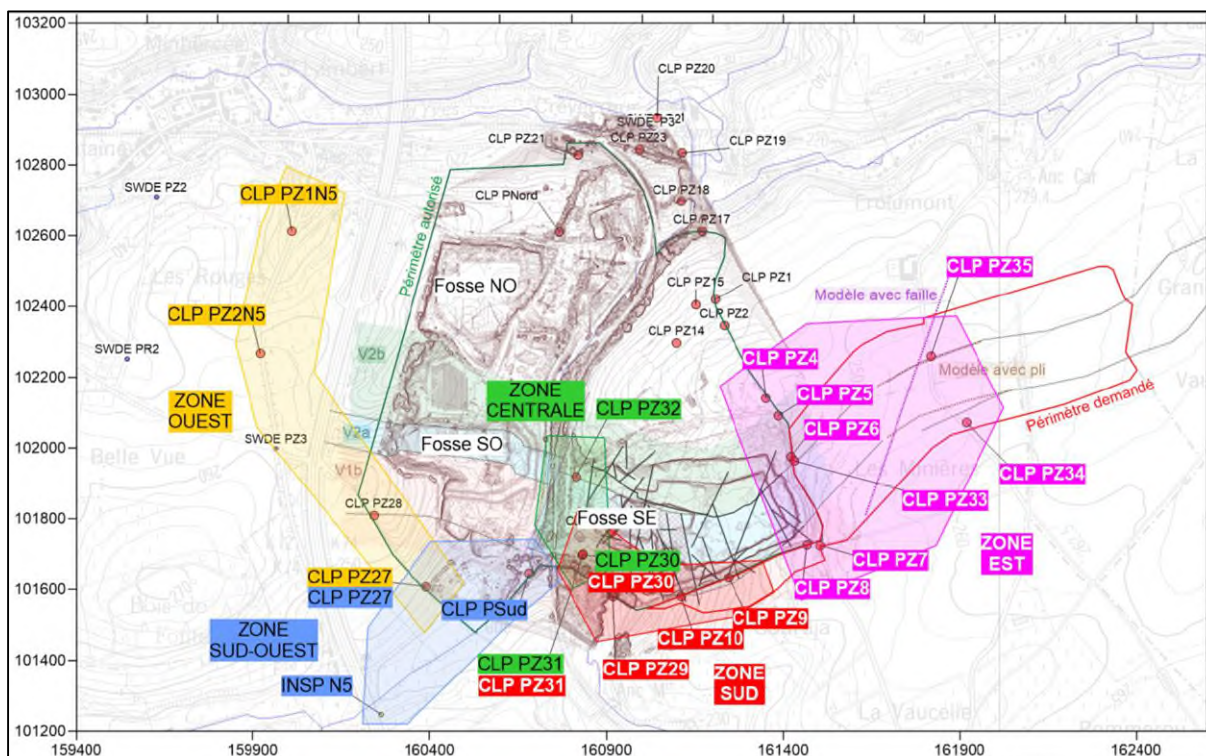 103200
103000
102800
102600
102400
102200
102000
101800
101600
101400
101200
159400
159900
160400
160900
161400
161900
162400
CLP PZ20
CLP PZ21
CLP PZ23
CLP PZ19
SWDE PZ2
CLP PZ1N5
CLP PNord
CLP PZ18
CLP PZ17
Périmètre autorisé
Fosse NO
CLP PZ15
CLP PZ1
CLP PZ2
CLP PZ14
Modèle avec faille
CLP PZ35
CLP PZ2N5
SWDE PR2
V2b
CLP PZ4
Modèle avec pli
ZONE
OUEST
ZONE
CENTRALE
CLP PZ32
CLP PZ5
CLP PZ6
Périmètre demandé
SWDE PZ3
V2a
Fosse SO
Belle Vue
Les Rouges
Les Minières
V1b
CLP PZ34
CLP PZ33
CLP PZ28
Fosse SE
CLP PZ30
CLP PZ30
ZONE
EST
CLP PZ7
CLP PZ8
CLP PZ27
CLP PZ27
CLP PSud
CLP PZ9
CLP PZ10
ZONE
SUD-OUEST
CLP PZ31
CLP PZ31
CLP PZ29
ZONE
SUD
INSP N5
La Vaucelle